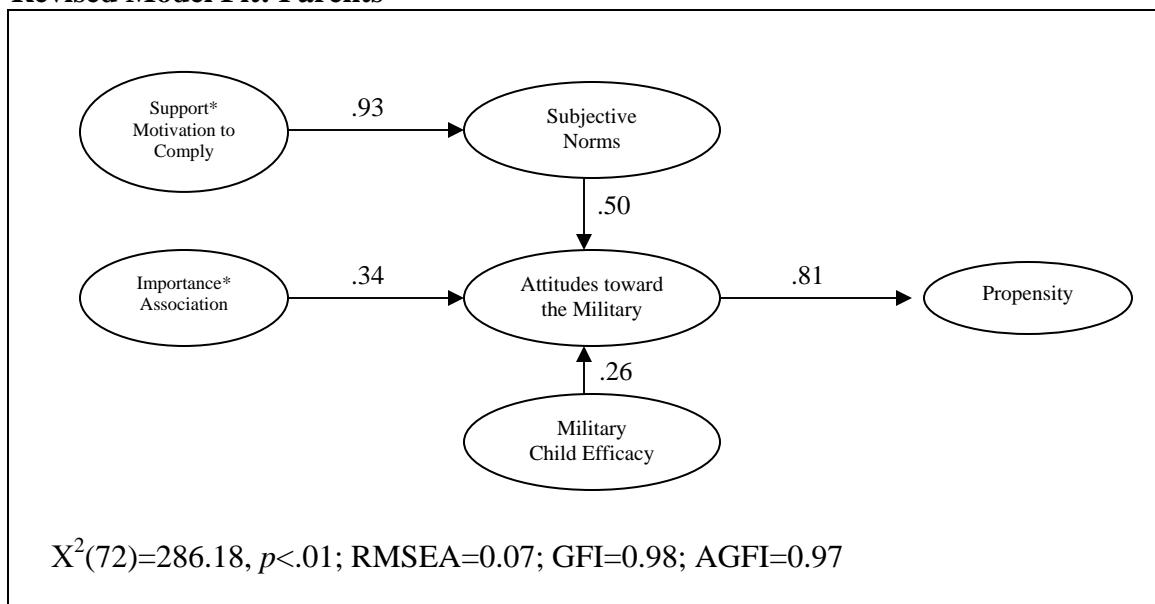 Revised Model Fit: Parents
Support*
Motivation to
Comply
.93
Subjective
Norms
.50
Importance*
Association
.34
Attitudes toward
the Military
.81
Propensity
.26
Military
Child Efficacy
X²(72)=286.18, p<.01; RMSEA=0.07; GFI=0.98; AGFI=0.97